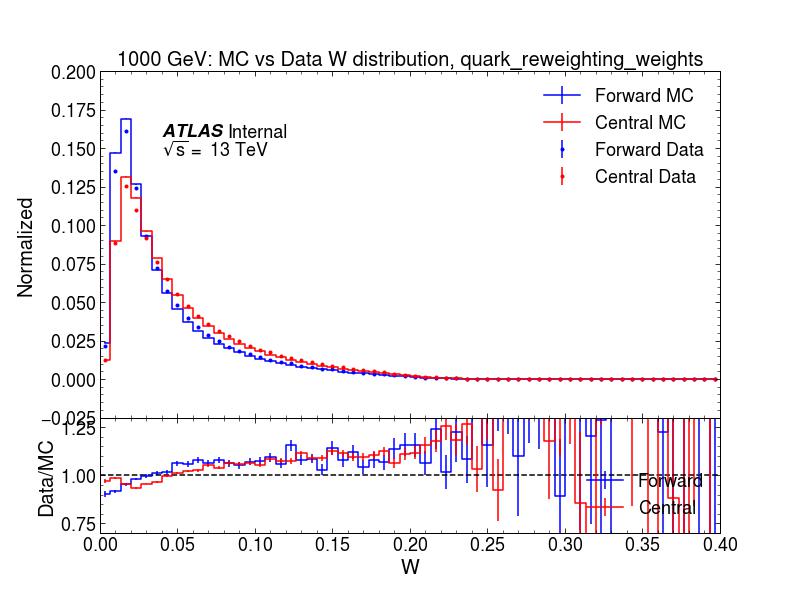 1000 GeV: MC vs Data W distribution, quark_reweighting_weights
0.200
0.175
0.150
0.125
0.100
0.075
0.050
0.025
0.000
−0.025
Normalized
ATLAS Internal
√s = 13 TeV
Forward MC
Central MC
Forward Data
Central Data
1.25
1.00
0.75
Data/MC
Forward
Central
0.00 0.05 0.10 0.15 0.20 0.25 0.30 0.35 0.40
W